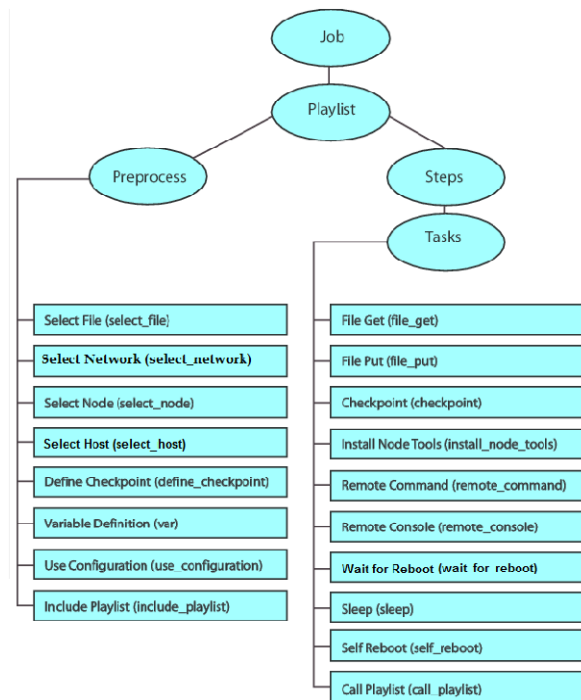 Job
Playlist
Preprocess
Steps
Tasks
Select File (select_file)
Select Network (select_network)
Select Node (select_node)
Select Host (select_host)
Define Checkpoint (define_checkpoint)
Variable Definition (var)
Use Configuration (use_configuration)
Include Playlist (include_playlist)
File Get (file_get)
File Put (file_put)
Checkpoint (checkpoint)
Install Node Tools (install_node_tools)
Remote Command (remote_command)
Remote Console (remote_console)
Wait for Reboot (wait_for_reboot)
Sleep (sleep)
Self Reboot (self_reboot)
Call Playlist (call_playlist)